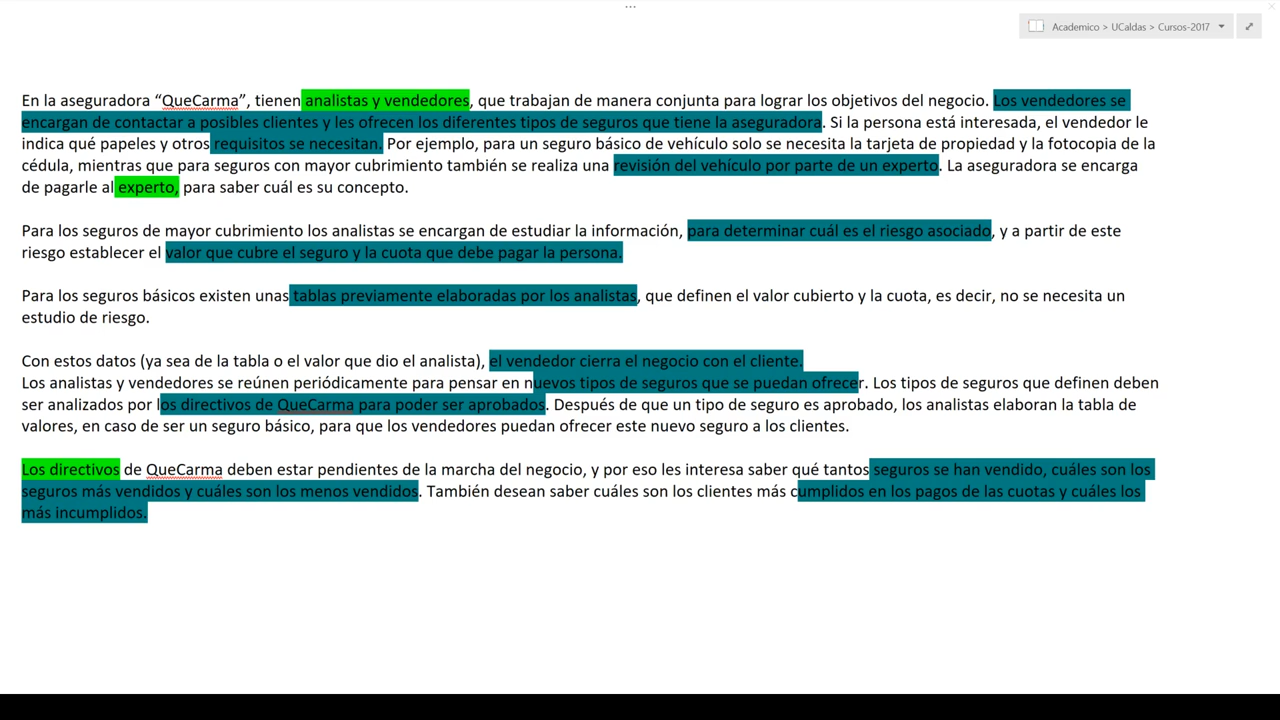 ...
Academico > UCaldas > Cursos-2017
En la aseguradora “QueCarma”, tienen analistas y vendedores, que trabajan de manera conjunta para lograr los objetivos del negocio. Los vendedores se
encargan de contactar a posibles clientes y les ofrecen los diferentes tipos de seguros que tiene la aseguradora. Si la persona está interesada, el vendedor le
indica qué papeles y otros requisitos se necesitan. Por ejemplo, para un seguro básico de vehículo solo se necesita la tarjeta de propiedad y la fotocopia de la
cédula, mientras que para seguros con mayor cubrimiento también se realiza una revisión del vehículo por parte de un experto. La aseguradora se encarga
de pagarle al experto, para saber cuál es su concepto.
Para los seguros de mayor cubrimiento los analistas se encargan de estudiar la información, para determinar cuál es el riesgo asociado, y a partir de este
riesgo establecer el valor que cubre el seguro y la cuota que debe pagar la persona.
Para los seguros básicos existen unas tablas previamente elaboradas por los analistas, que definen el valor cubierto y la cuota, es decir, no se necesita un
estudio de riesgo.
Con estos datos (ya sea de la tabla o el valor que dio el analista), el vendedor cierra el negocio con el cliente.
Los analistas y vendedores se reúnen periódicamente para pensar en nuevos tipos de seguros que se puedan ofrecer. Los tipos de seguros que definen deben
ser analizados por los directivos de QueCarma para poder ser aprobados. Después de que un tipo de seguro es aprobado, los analistas elaboran la tabla de
valores, en caso de ser un seguro básico, para que los vendedores puedan ofrecer este nuevo seguro a los clientes.
Los directivos de QueCarma deben estar pendientes de la marcha del negocio, y por eso les interesa saber qué tantos seguros se han vendido, cuáles son los
seguros más vendidos y cuáles son los menos vendidos. También desean saber cuáles son los clientes más cumplidos en los pagos de las cuotas y cuáles los
más incumplidos.